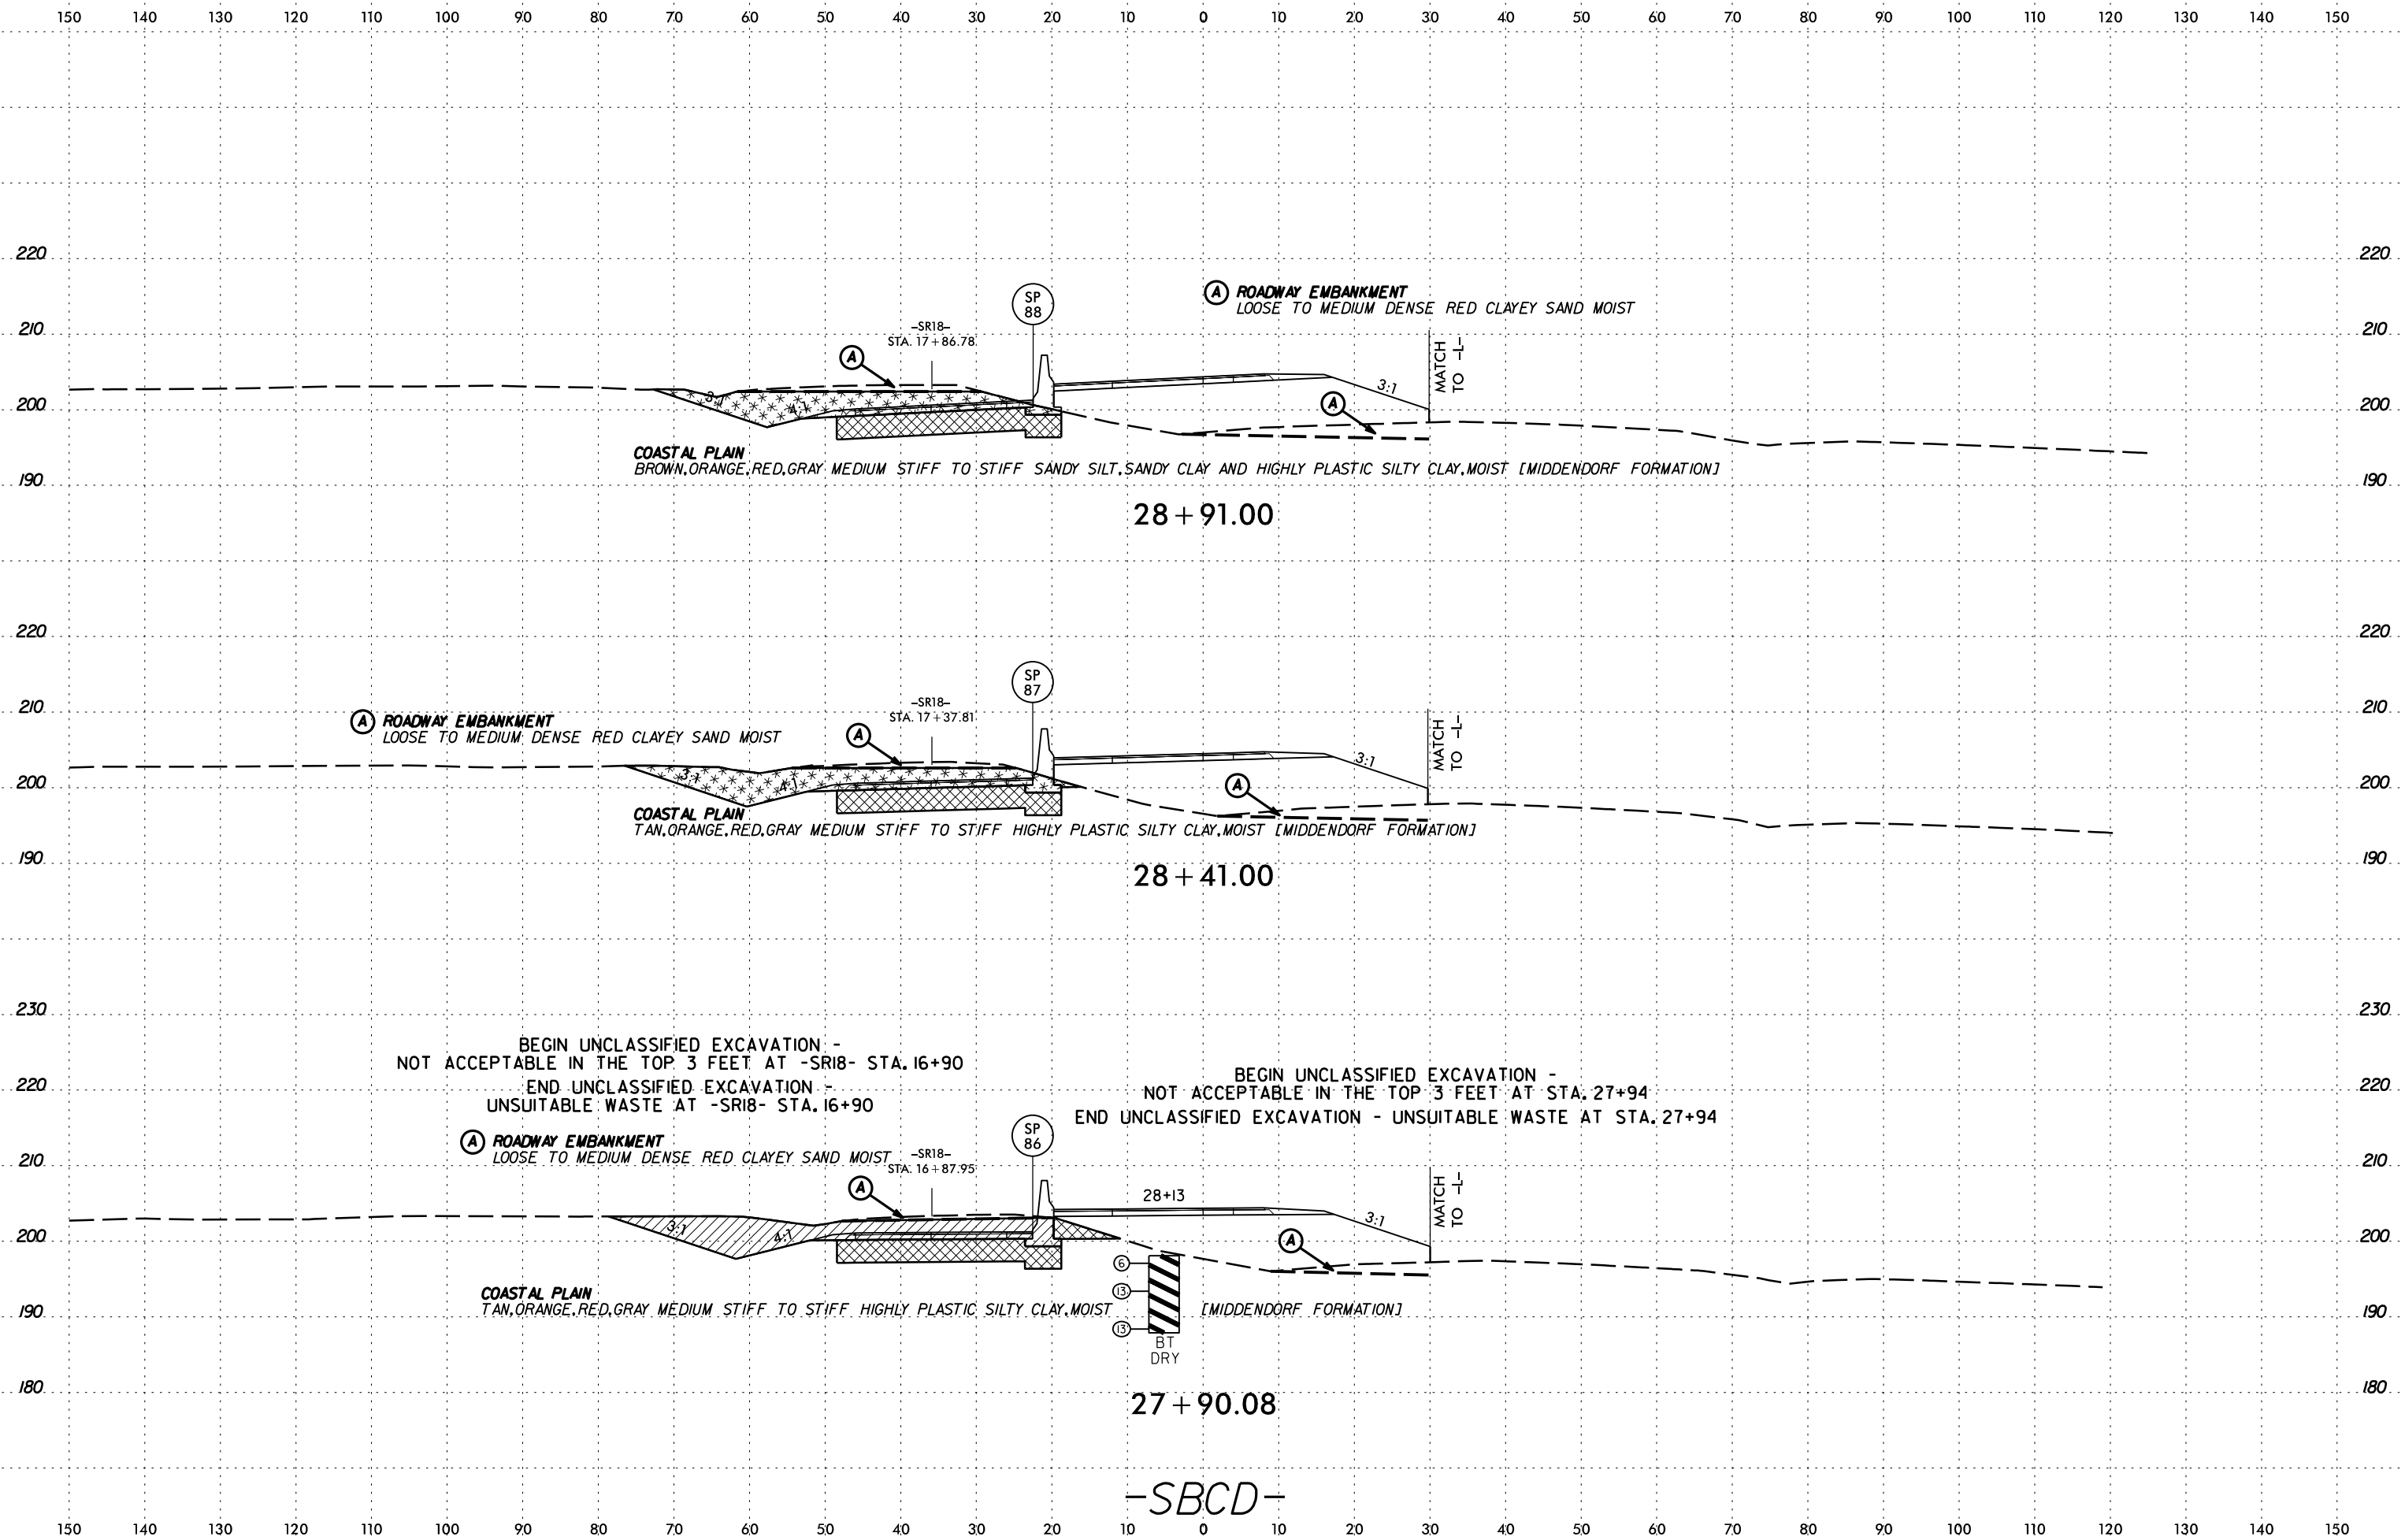 150 140 130 120 110 100 90 80 70 60 50 40 30 20 10 0 10 20 30 40 50 60 70 80 90 100 110 120 130 140 150
220 220
A ROADWAY EMBANKMENT
LOOSE TO MEDIUM DENSE RED CLAYEY SAND MOIST
SP
88
210 210
-SR18-
STA. 17+86.78
A
MATCH
TO -L-
3:1
3:1
4:1
A
200 200
COASTAL PLAIN
BROWN,ORANGE,RED,GRAY MEDIUM STIFF TO STIFF SANDY SILT,SANDY CLAY AND HIGHLY PLASTIC SILTY CLAY,MOIST [MIDDENDORF FORMATION]
190 190
28+91.00
220 220
SP
87
210 210
-SR18-
STA. 17+37.81
A ROADWAY EMBANKMENT
LOOSE TO MEDIUM DENSE RED CLAYEY SAND MOIST
A
MATCH
TO -L-
3:1
3:1
4:1
A
200 200
COASTAL PLAIN
TAN,ORANGE,RED,GRAY MEDIUM STIFF TO STIFF HIGHLY PLASTIC SILTY CLAY,MOIST [MIDDENDORF FORMATION]
190 190
28+41.00
230 230
BEGIN UNCLASSIFIED EXCAVATION -
NOT ACCEPTABLE IN THE TOP 3 FEET AT -SR18- STA.16+90
END UNCLASSIFIED EXCAVATION -
UNSUITABLE WASTE AT -SR18- STA.16+90
BEGIN UNCLASSIFIED EXCAVATION -
NOT ACCEPTABLE IN THE TOP 3 FEET AT STA.27+94
END UNCLASSIFIED EXCAVATION - UNSUITABLE WASTE AT STA.27+94
220 220
SP
86
A ROADWAY EMBANKMENT
LOOSE TO MEDIUM DENSE RED CLAYEY SAND MOIST
-SR18-
STA. 16+87.95
210 210
A
28+13
MATCH
TO -L-
3:1
3:1
4:1
A
200 200
6
13
13
COASTAL PLAIN
TAN,ORANGE,RED,GRAY MEDIUM STIFF TO STIFF HIGHLY PLASTIC SILTY CLAY,MOIST [MIDDENDORF FORMATION]
190 190
BT
DRY
180 180
27+90.08
-SBCD-
150 140 130 120 110 100 90 80 70 60 50 40 30 20 10 0 10 20 30 40 50 60 70 80 90 100 110 120 130 140 150